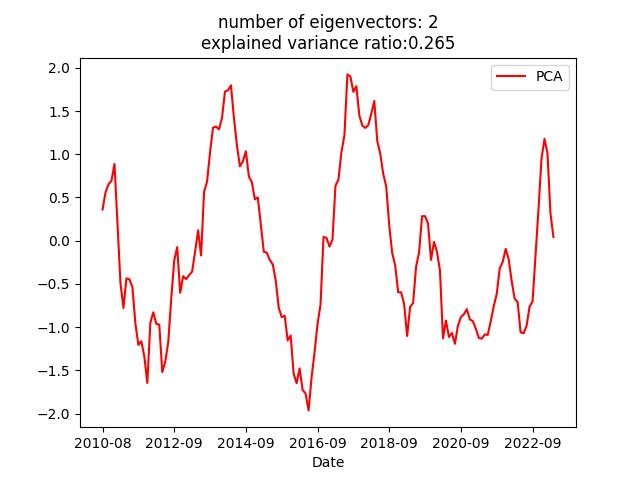 number of eigenvectors: 2
explained variance ratio:0.265
PCA
2.0
1.5
1.0
0.5
0.0
−0.5
−1.0
−1.5
−2.0
2010-08 2012-09 2014-09 2016-09 2018-09 2020-09 2022-09
Date